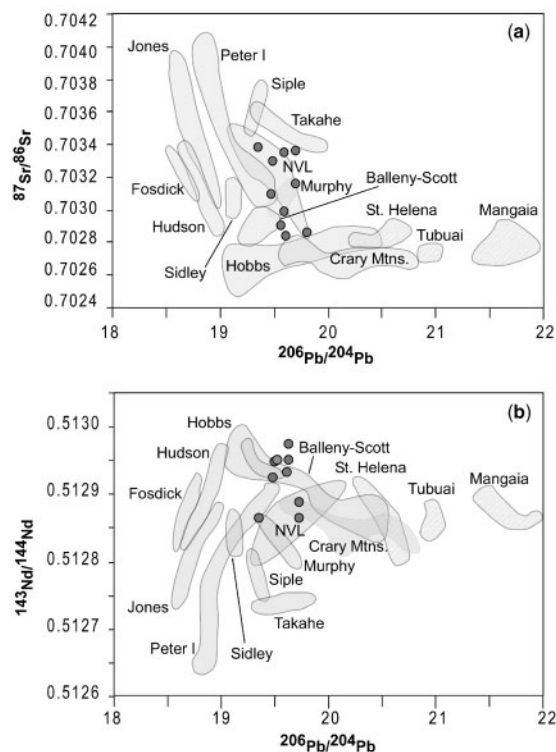 (a)
0.7042
0.7040
0.7038
0.7036
0.7034
0.7032
0.7030
0.7028
0.7026
0.7024
87Sr/86Sr
Jones
Peter I
Siple
Takahe
NVL
Murphy
Balleny-Scott
Fosdick
Hudson
Sidley
Hobbs
St. Helena
Crary Mtns.
Tubuai
Mangaia
18
19
20
21
22
206Pb/204Pb
(b)
0.5130
0.5129
0.5128
0.5127
0.5126
143Nd/144Nd
Hobbs
Hudson
Fosdick
Balleny-Scott
St. Helena
Tubuai
Mangaia
NVL
Crary Mtns.
Murphy
Siple
Takahe
Jones
Peter I
Sidley
18
19
20
21
22
206Pb/204Pb